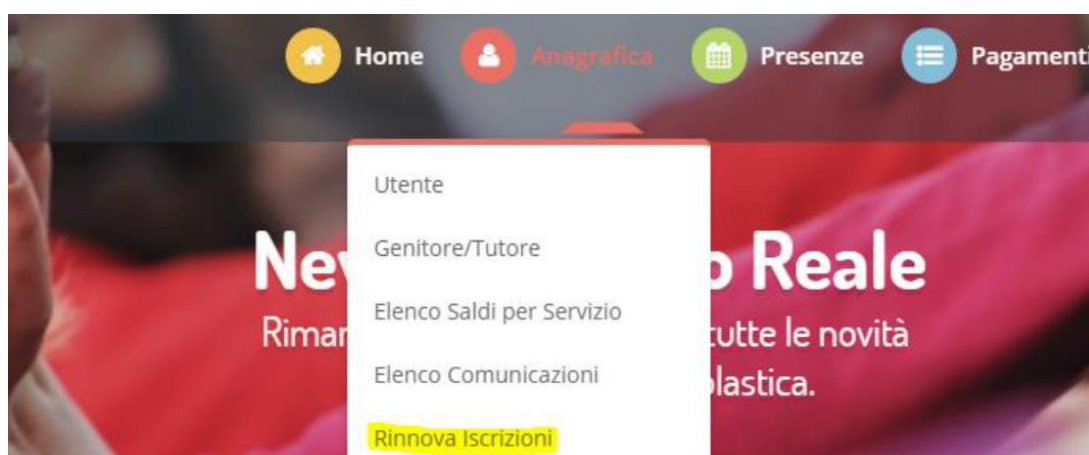 Home Anagrafica Presenze Pagamenti
Utente
Genitore/Tutore
Ne o Reale
Elenco Saldi per Servizio
Rimar tutte le novità
Elenco Comunicazioni
lastica.
Rinnova Iscrizioni